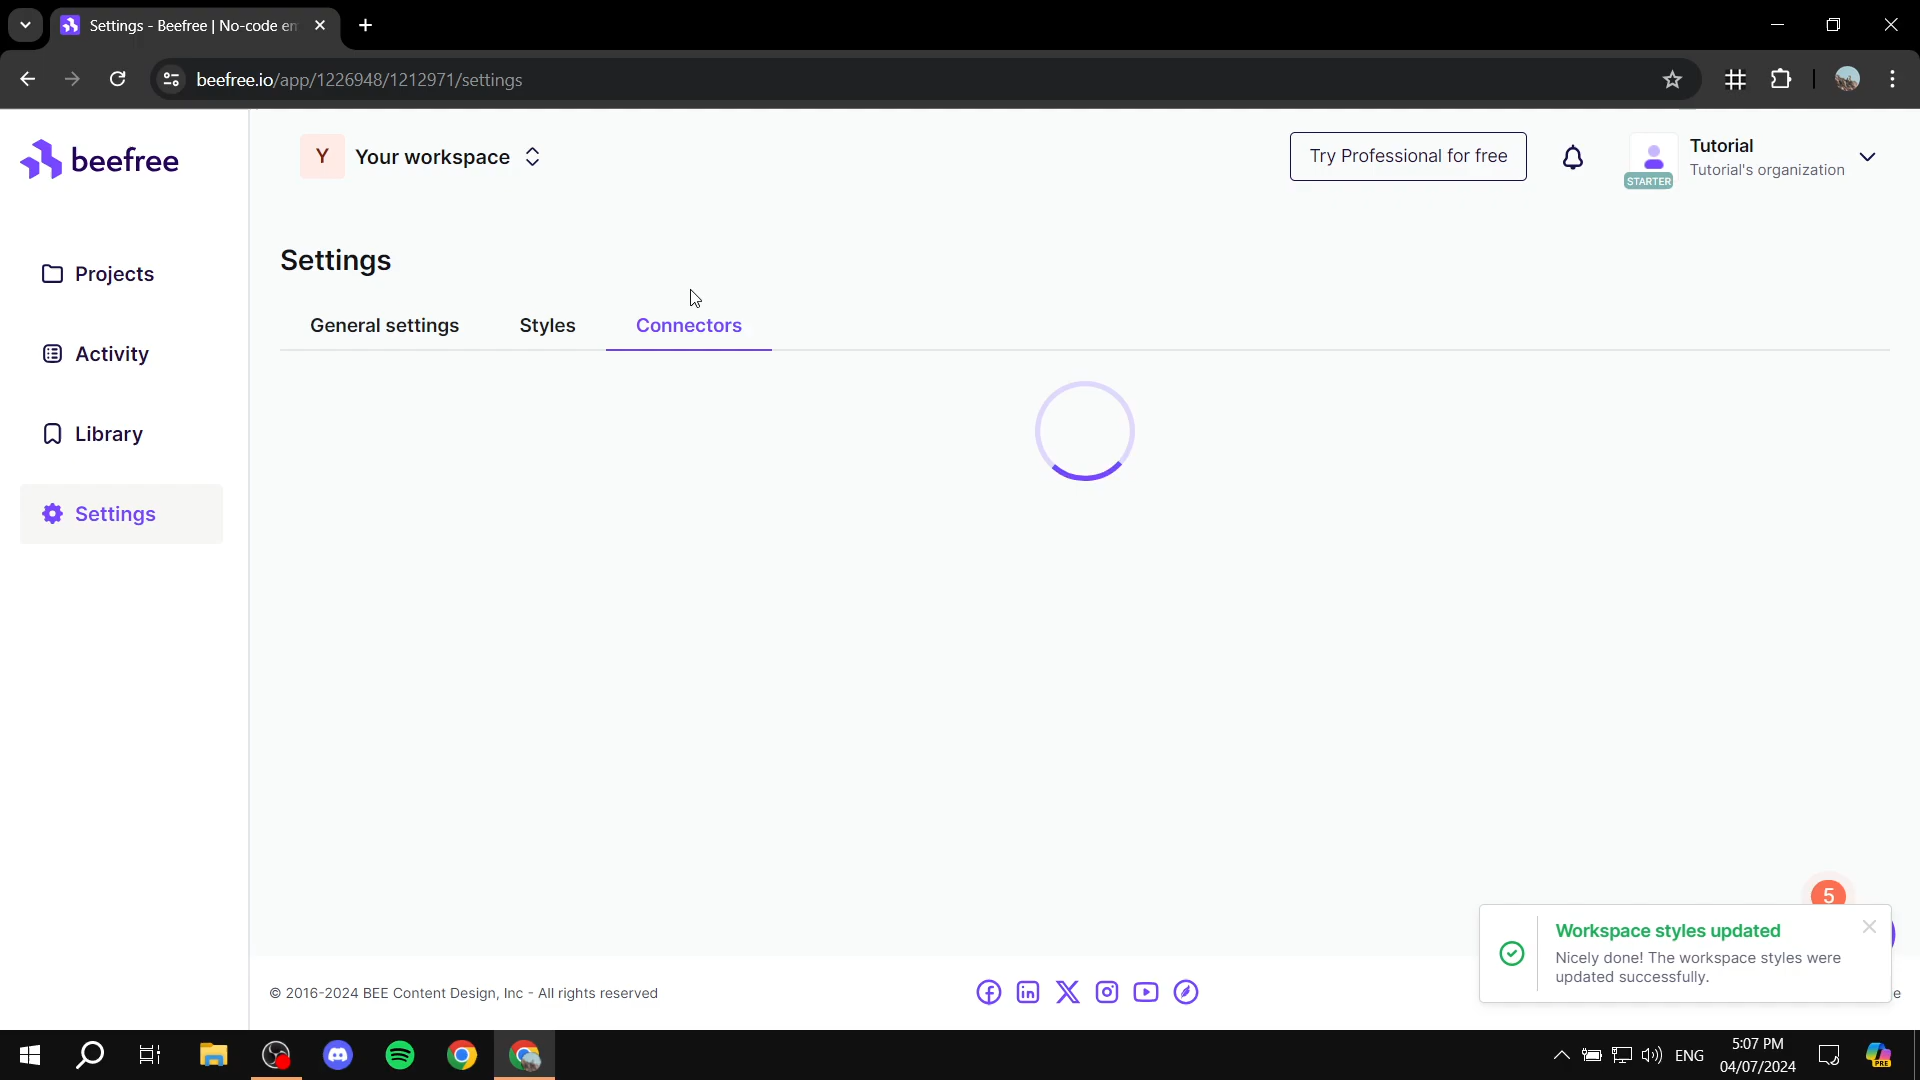 Settings - Beefree | No-code en
beefree.io/app/1226948/1212971/settings
beefree
Y
Your workspace
Try Professional for free
STARTER
Tutorial
Tutorial's organization
Projects
Activity
Library
Settings
Settings
General settings
Styles
Connectors
5
Workspace styles updated
Nicely done! The workspace styles were
updated successfully.
© 2016-2024 BEE Content Design, Inc - All rights reserved
e
ENG
5:07 PM
04/07/2024
PRE